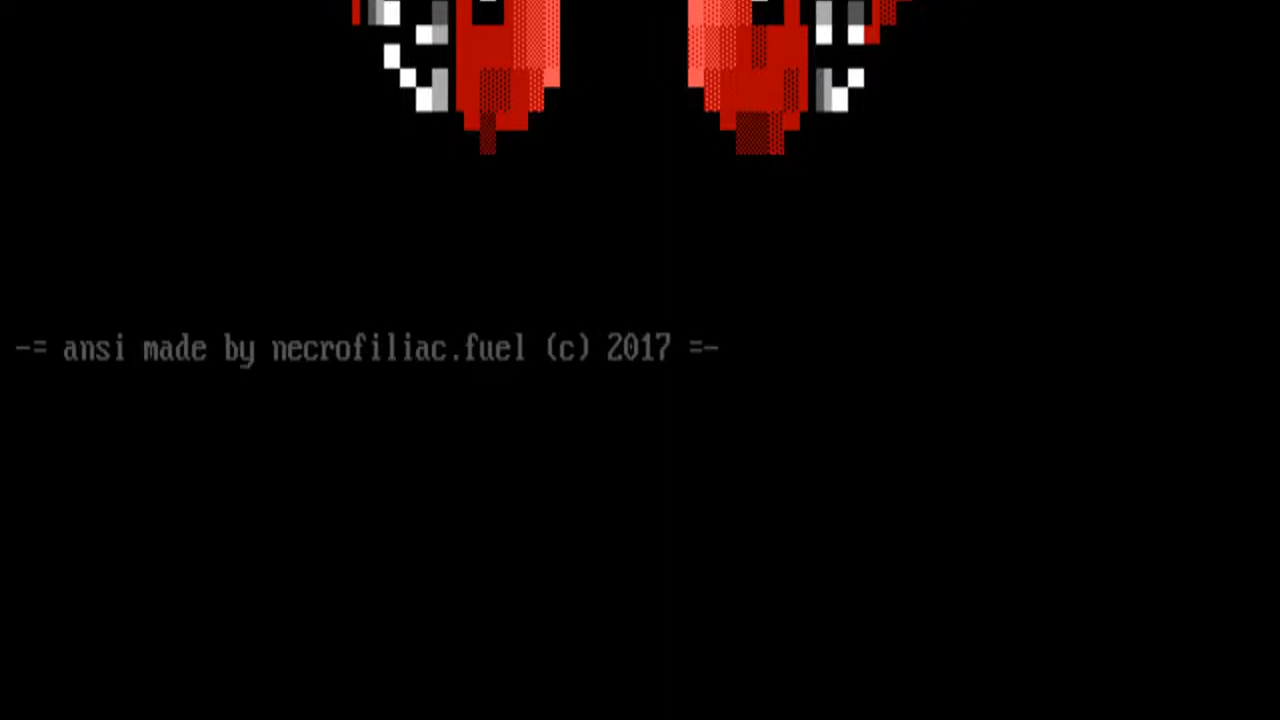 -= ansi made by necrofiliac.fuel (c) 2017 =-